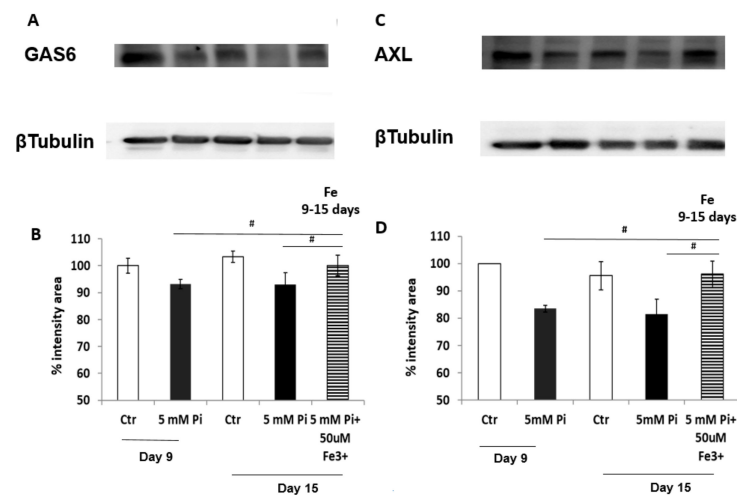 A
GAS6
βTubulin
Fe
9-15 days
B
#
#
% intensity area
110
100
90
80
70
60
50
Ctr
5 mM Pi
Ctr
5 mM Pi
5 mM Pi+
50uM
Fe3+
Day 9
Day 15
C
AXL
βTubulin
Fe
9-15 days
D
#
#
% intensity area
110
100
90
80
70
60
50
Ctr
5mM Pi
Ctr
5mM Pi
5 mM Pi+
50uM
Fe3+
Day 9
Day 15